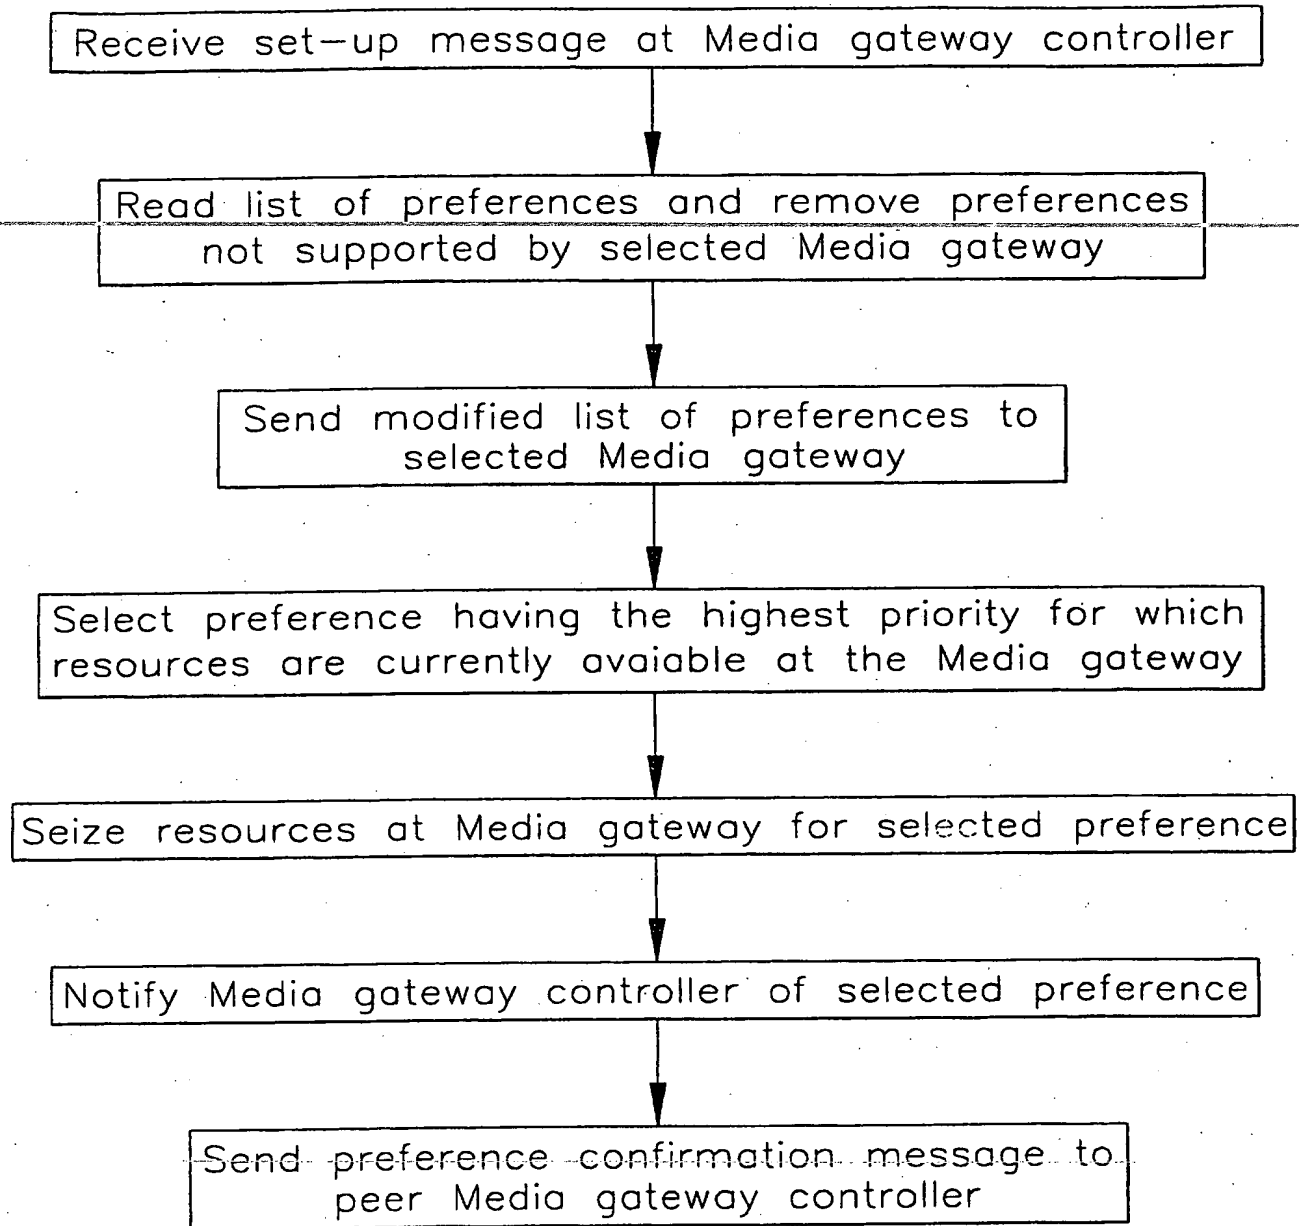 Receive set-up message at Media gateway controller
Read list of preferences and remove preferences
not supported by selected Media gateway
Send modified list of preferences to
selected Media gateway
Select preference having the highest priority for which
resources are currently avaiable at the Media gateway
Seize resources at Media gateway for selected preference
Notify Media gateway controller of selected preference
Send preference confirmation message to
peer Media gateway controller